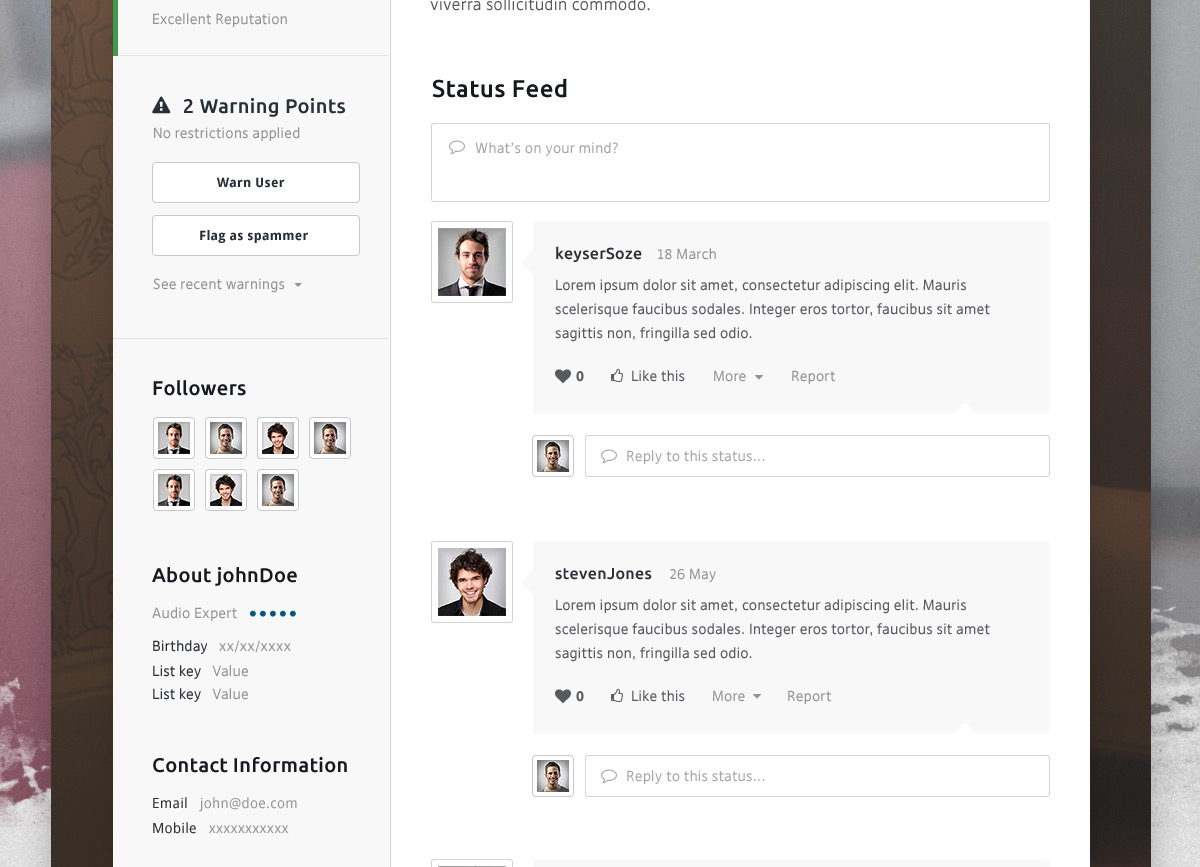 Excellent Reputation
2 Warning Points
No restrictions applied
Warn User
Flag as spammer
See recent warnings
Followers
About johnDoe
Audio Expert
Birthday xx/xx/xxxx
List key Value
List key Value
Contact Information
Email john@doe.com
Mobile xxxxxxxxxxx
viverra sollicitudin commodo.
Status Feed
What's on your mind?
keyserSoze 18 March
Lorem ipsum dolor sit amet, consectetur adipiscing elit. Mauris
scelerisque faucibus sodales. Integer eros tortor, faucibus sit amet
sagittis non, fringilla sed odio.
0 Like this More Report
Reply to this status...
stevenJones 26 May
Lorem ipsum dolor sit amet, consectetur adipiscing elit. Mauris
scelerisque faucibus sodales. Integer eros tortor, faucibus sit amet
sagittis non, fringilla sed odio.
0 Like this More Report
Reply to this status...